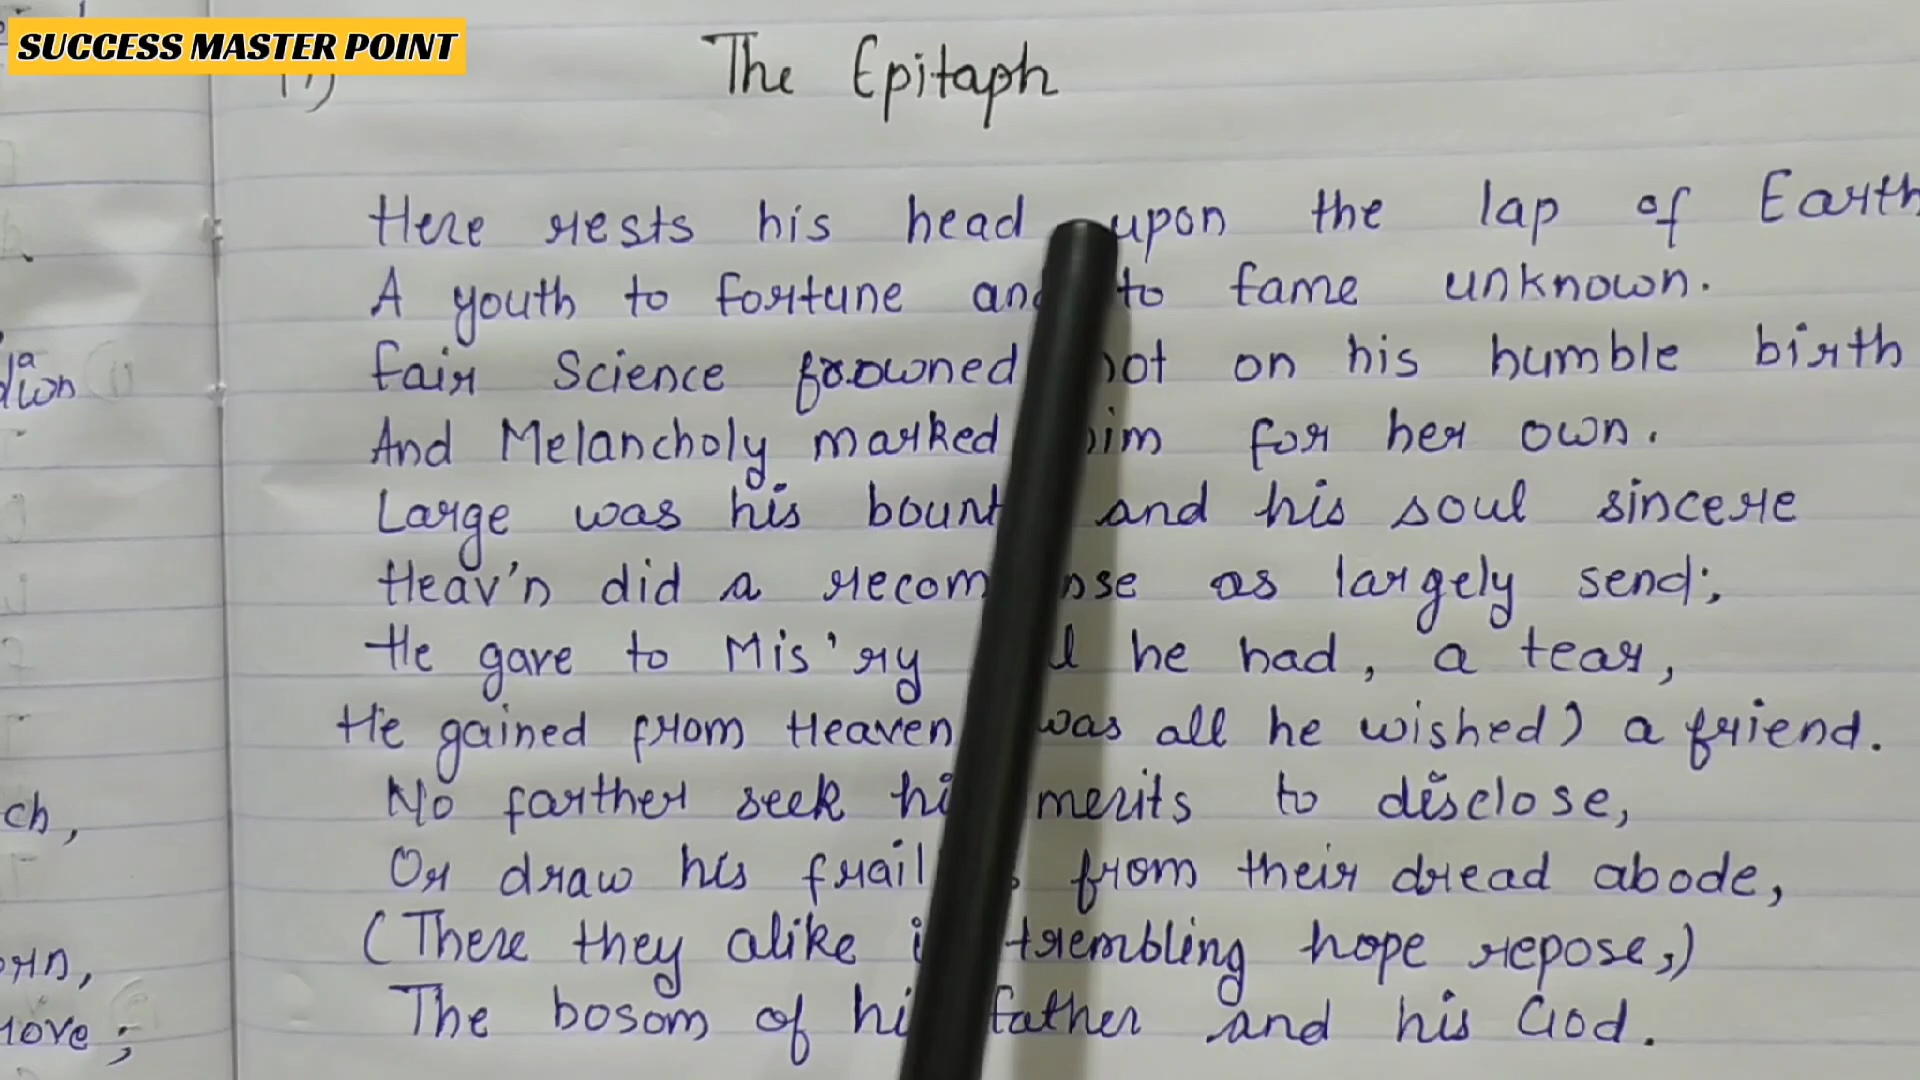 SUCCESS MASTER POINT
The Epitaph
Here rests his head upon the lap of Earth
A youth to fortune and to fame unknown.
Fair Science frowned not on his humble birth
And Melancholy marked him for her own.
Large was his bount and his soul sincere
Heav'n did a recom nse as largely send;
He gave to Mis'ry l he had, a tear,
He gained from Heaven was all he wished) a friend.
No farther seek hi merits to disclose,
Or draw his frail s from their dread abode,
(There they alike i trembling hope repose,)
The bosom of hi father and his God.
dwn
ch,
orn,
love;